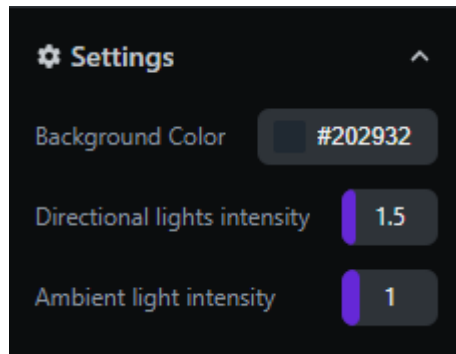 Settings
Background Color #202932
Directional lights intensity 1.5
Ambient light intensity 1